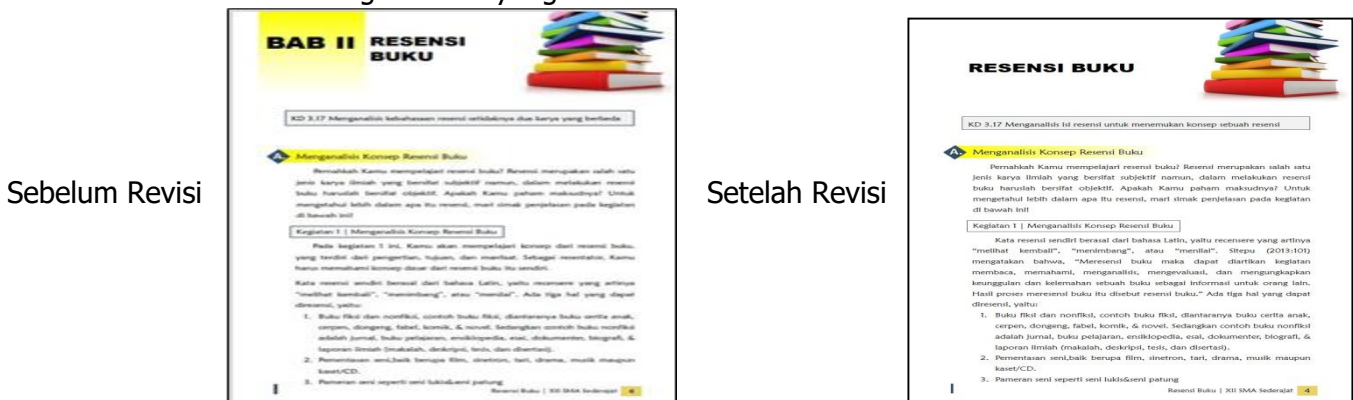 Sebelum Revisi
BAB II RESENSI
BUKU
KD 3.17 Menganalisis kebahasaan resensi setidaknya dua karya yang berbeda
A. Menganalisis Konsep Resensi Buku
Pernahkah Kamu mempelajari resensi buku? Resensi merupakan salah satu
jenis karya ilmiah yang bersifat subjektif namun, dalam melakukan resensi
buku haruslah bersifat objektif. Apakah Kamu paham maksudnya? Untuk
mengetahui lebih dalam apa itu resensi, mari simak penjelasan pada kegiatan
di bawah ini!
Kegiatan 1 | Menganalisis Konsep Resensi Buku
Pada kegiatan 1 ini, Kamu akan mempelajari konsep dari resensi buku,
yang terdiri dari pengertian, tujuan, dan manfaat. Sebagai resentator, Kamu
harus memahami konsep dasar dari resensi buku itu sendiri.
Kata resensi sendiri berasal dari bahasa Latin, yaitu recensere yang artinya
"melihat kembali", "menimbang", atau "menilai". Ada tiga hal yang dapat
diresensi, yaitu:
1. Buku fiksi dan nonfiksi, contoh buku fiksi, diantaranya buku cerita anak,
cerpen, dongeng, fabel, komik, & novel. Sedangkan contoh buku nonfiksi
adalah jurnal, buku pelajaran, ensiklopedia, esai, dokumenter, biografi, &
laporan ilmiah (makalah, deskripsi, tesis, dan disertasi).
2. Pementasan seni,baik berupa film, sinetron, tari, drama, musik maupun
kaset/CD.
3. Pameran seni seperti seni lukis&seni patung
Resensi Buku | XII SMA Sederajat 4
Setelah Revisi
RESENSI BUKU
KD 3.17 Menganalisis isi resensi untuk menemukan konsep sebuah resensi
A. Menganalisis Konsep Resensi Buku
Pernahkah Kamu mempelajari resensi buku? Resensi merupakan salah satu
jenis karya ilmiah yang bersifat subjektif namun, dalam melakukan resensi
buku haruslah bersifat objektif. Apakah Kamu paham maksudnya? Untuk
mengetahui lebih dalam apa itu resensi, mari simak penjelasan pada kegiatan
di bawah ini!
Kegiatan 1 | Menganalisis Konsep Resensi Buku
Kata resensi sendiri berasal dari bahasa Latin, yaitu recensere yang artinya
"melihat kembali", "menimbang", atau "menilai". Sitepu (2013:101)
mengatakan bahwa, "Meresensi buku maka dapat diartikan kegiatan
membaca, memahami, menganalisis, mengevaluasi, dan mengungkapkan
keunggulan dan kelemahan sebuah buku sebagai informasi untuk orang lain.
Hasil proses meresensi buku itu disebut resensi buku." Ada tiga hal yang dapat
diresensi, yaitu:
1. Buku fiksi dan nonfiksi, contoh buku fiksi, diantaranya buku cerita anak,
cerpen, dongeng, fabel, komik, & novel. Sedangkan contoh buku nonfiksi
adalah jurnal, buku pelajaran, ensiklopedia, esai, dokumenter, biografi, &
laporan ilmiah (makalah, deskripsi, tesis, dan disertasi).
2. Pementasan seni,baik berupa film, sinetron, tari, drama, musik maupun
kaset/CD.
3. Pameran seni seperti seni lukis&seni patung
Resensi Buku | XII SMA Sederajat 4